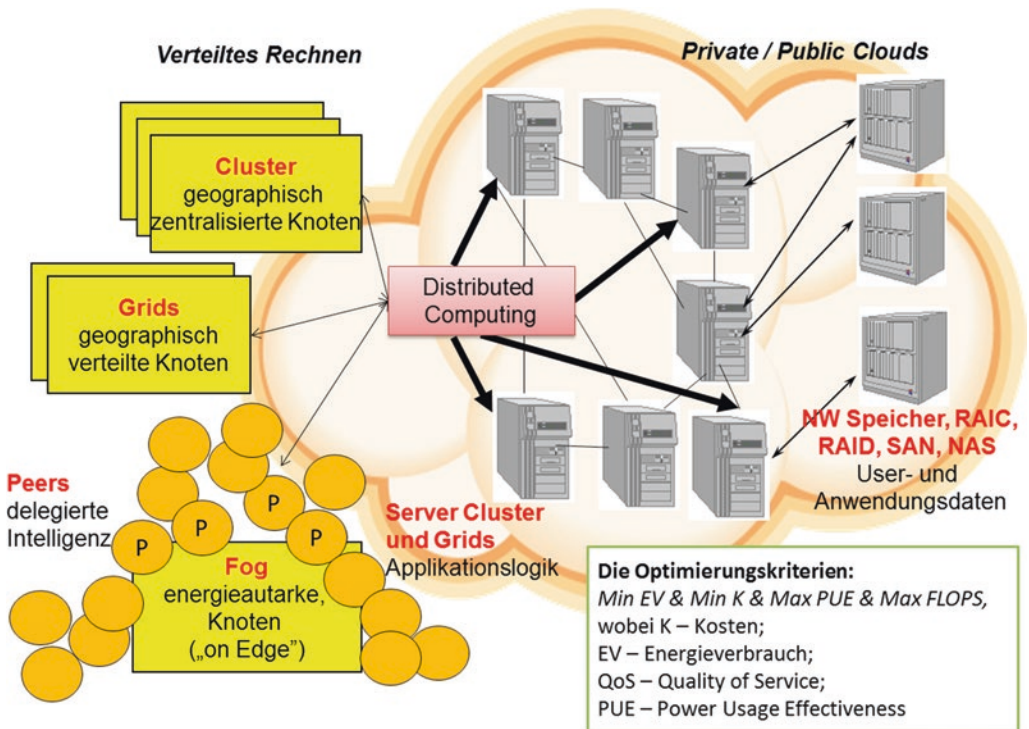 Verteiltes Rechnen
Private / Public Clouds
Cluster
geographisch
zentralisierte Knoten
Grids
geographisch
verteilte Knoten
Distributed
Computing
Peers
delegierte
Intelligenz
P
P
P
P
Fog
energieautarke,
Knoten
(„on Edge”)
Server Cluster
und Grids
Applikationslogik
NW Speicher, RAIC,
RAID, SAN, NAS
User- und
Anwendungsdaten
Die Optimierungskriterien:
Min EV & Min K & Max PUE & Max FLOPS,
wobei K – Kosten;
EV – Energieverbrauch;
QoS – Quality of Service;
PUE – Power Usage Effectiveness